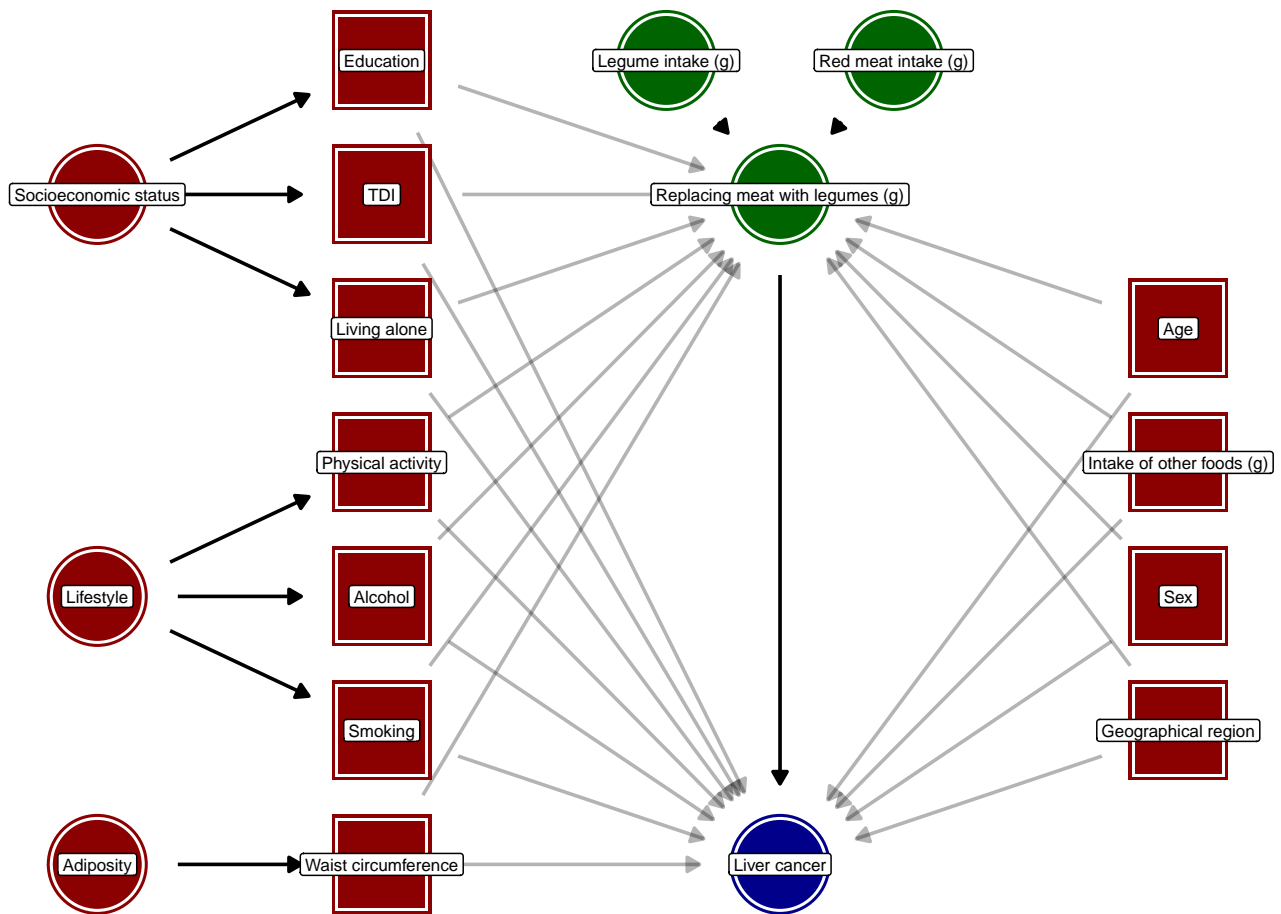 Education
Legume intake (g)
Red meat intake (g)
Socioeconomic status
TDI
Replacing meat with legumes (g)
Living alone
Age
Physical activity
Intake of other foods (g)
Lifestyle
Alcohol
Sex
Smoking
Geographical region
Adiposity
Waist circumference
Liver cancer